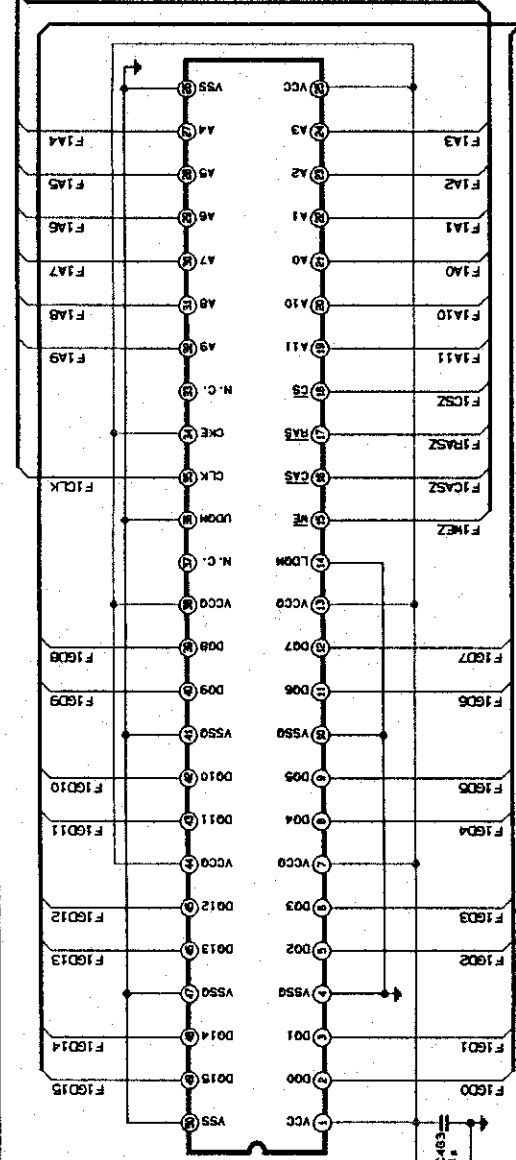 VCC 1 50 VSS
F1GD0 2 DQ0 DQ15 49 F1GD15
F1GD1 3 DQ1 DQ14 48 F1GD14
4 VSSQ VSSQ 47
F1GD2 5 DQ2 DQ13 46 F1GD13
F1GD3 6 DQ3 DQ12 45 F1GD12
7 VCCQ VCCQ 44
F1GD4 8 DQ4 DQ11 43 F1GD11
F1GD5 9 DQ5 DQ10 42 F1GD10
10 VSSQ VSSQ 41
F1GD6 11 DQ6 DQ9 40 F1GD9
F1GD7 12 DQ7 DQ8 39 F1GD8
13 VCCQ VCCQ 38
14 LDQM N.C. 37
F1WEZ 15 WE UDQM 36
F1CASZ 16 CAS CLK 35 F1CLK
F1RASZ 17 RAS CKE 34
F1CSZ 18 CS N.C. 33
F1A11 19 A11 A9 32 F1A9
F1A10 20 A10 A8 31 F1A8
F1A0 21 A0 A7 30 F1A7
F1A1 22 A1 A6 29 F1A6
F1A2 23 A2 A5 28 F1A5
F1A3 24 A3 A4 27 F1A4
25 VCC VSS 26